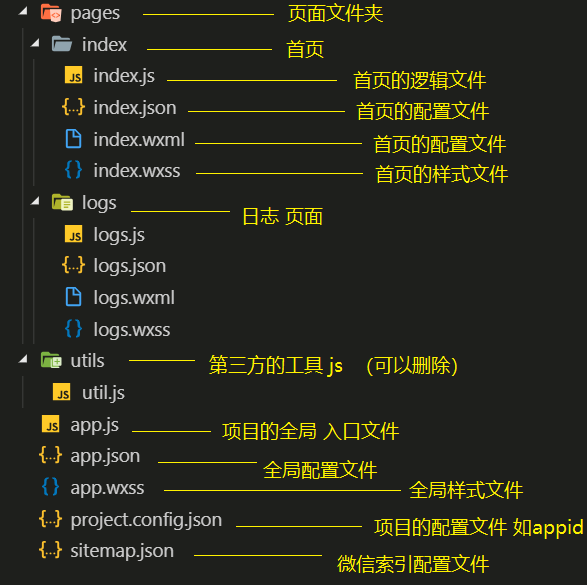 pages 页面文件夹
index 首页
index.js 首页的逻辑文件
index.json 首页的配置文件
index.wxml 首页的配置文件
index.wxss 首页的样式文件
logs 日志 页面
logs.js
logs.json
logs.wxml
logs.wxss
utils 第三方的工具 js （可以删除）
util.js
app.js 项目的全局 入口文件
app.json 全局配置文件
app.wxss 全局样式文件
project.config.json 项目的配置文件 如appid
sitemap.json 微信索引配置文件